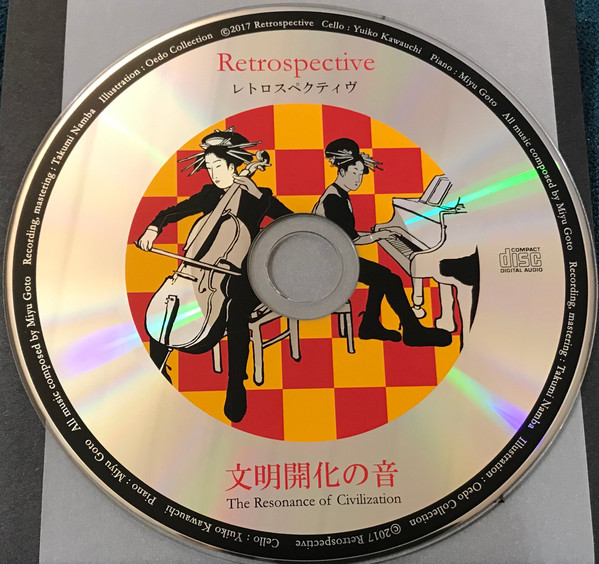 Retrospective
レトロスペクティヴ
COMPACT
disc
DIGITAL AUDIO
文明開化の音
The Resonance of Civilization
©2017 Retrospective Cello : Yuiko Kawauchi Piano : Miyu Goto All music composed by Miyu Goto Recording, mastering : Takumi Namba Illustration : Oedo Collection
©2017 Retrospective Cello : Yuiko Kawauchi Piano : Miyu Goto All music composed by Miyu Goto Recording, mastering : Takumi Namba Illustration : Oedo Collection